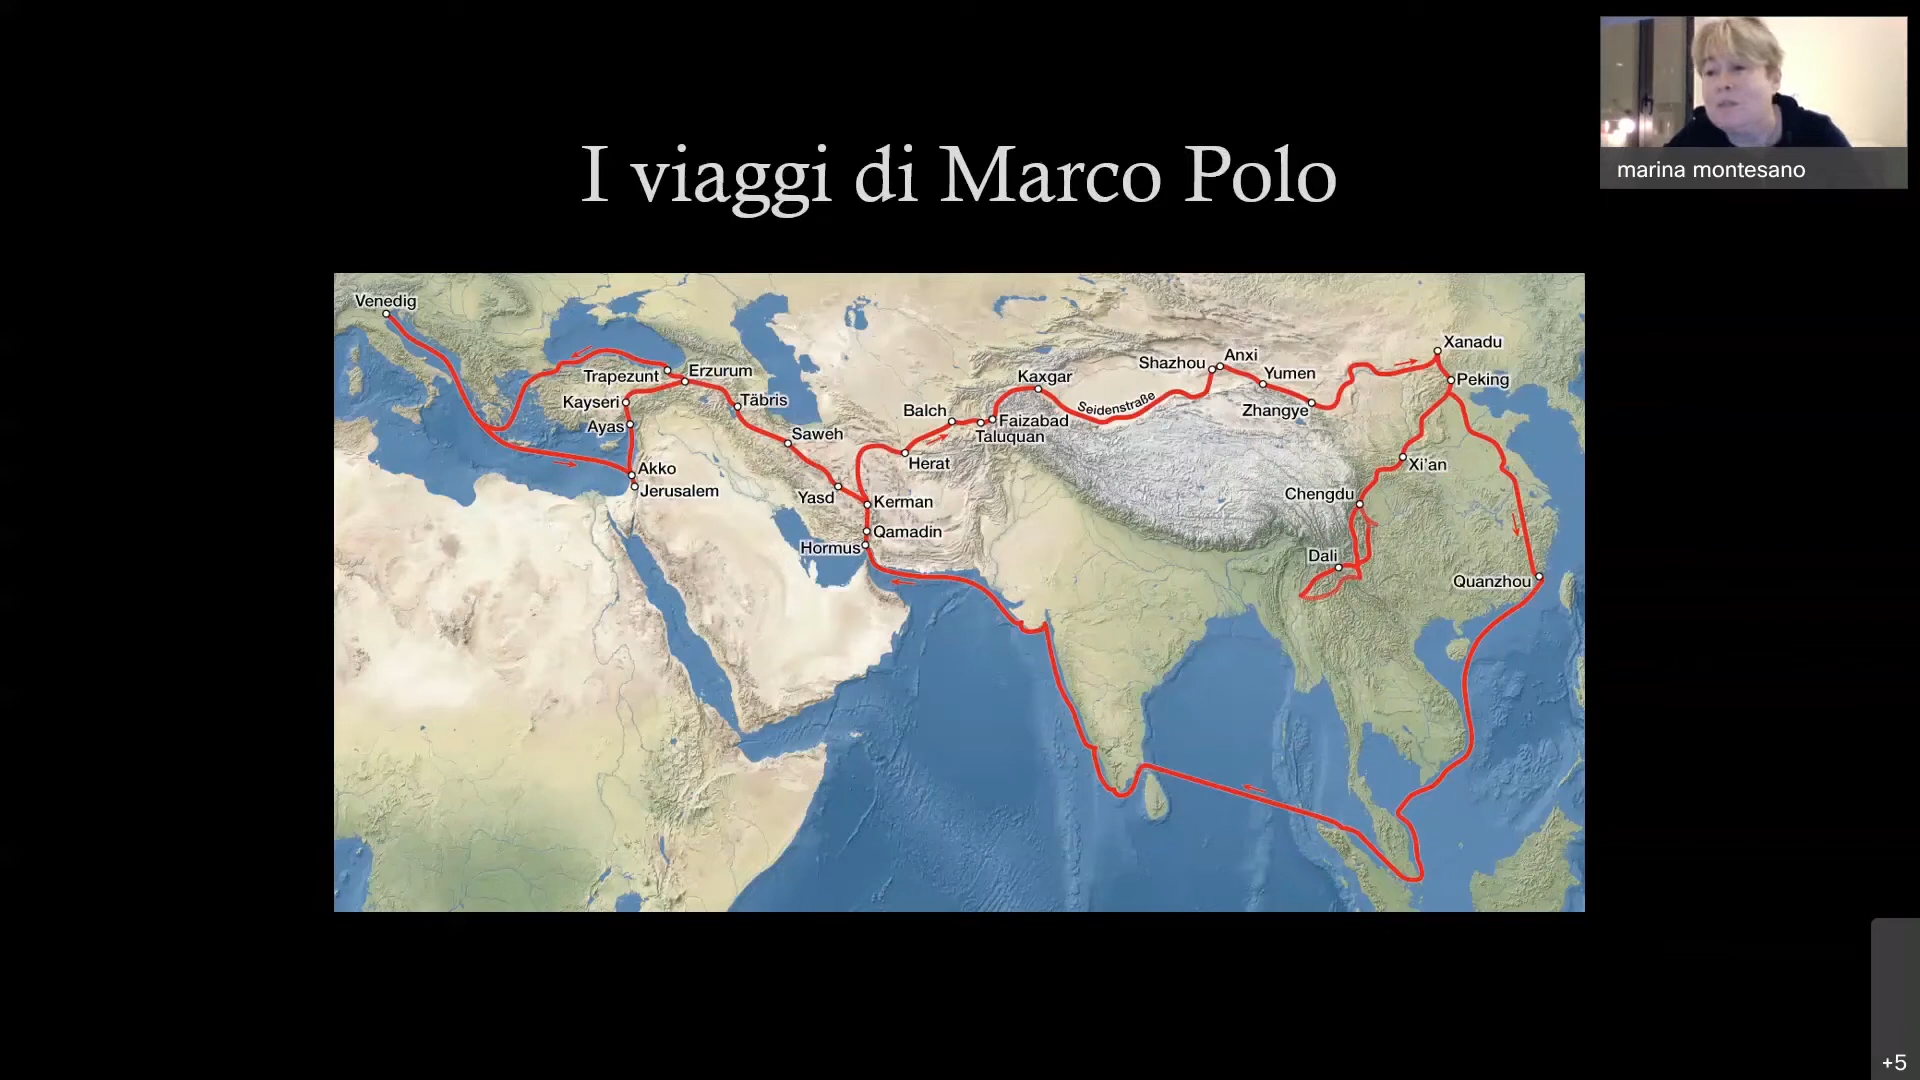 I viaggi di Marco Polo
marina montesano
Venedig
Trapezunt
Erzurum
Kayseri
Täbris
Ayas
Saweh
Akko
Jerusalem
Yasd
Kerman
Qamadin
Hormus
Herat
Balch
Faizabad
Taluquan
Kaxgar
Seidenstraße
Shazhou
Anxi
Yumen
Zhangye
Xanadu
Peking
Xi'an
Chengdu
Dali
Quanzhou
+5